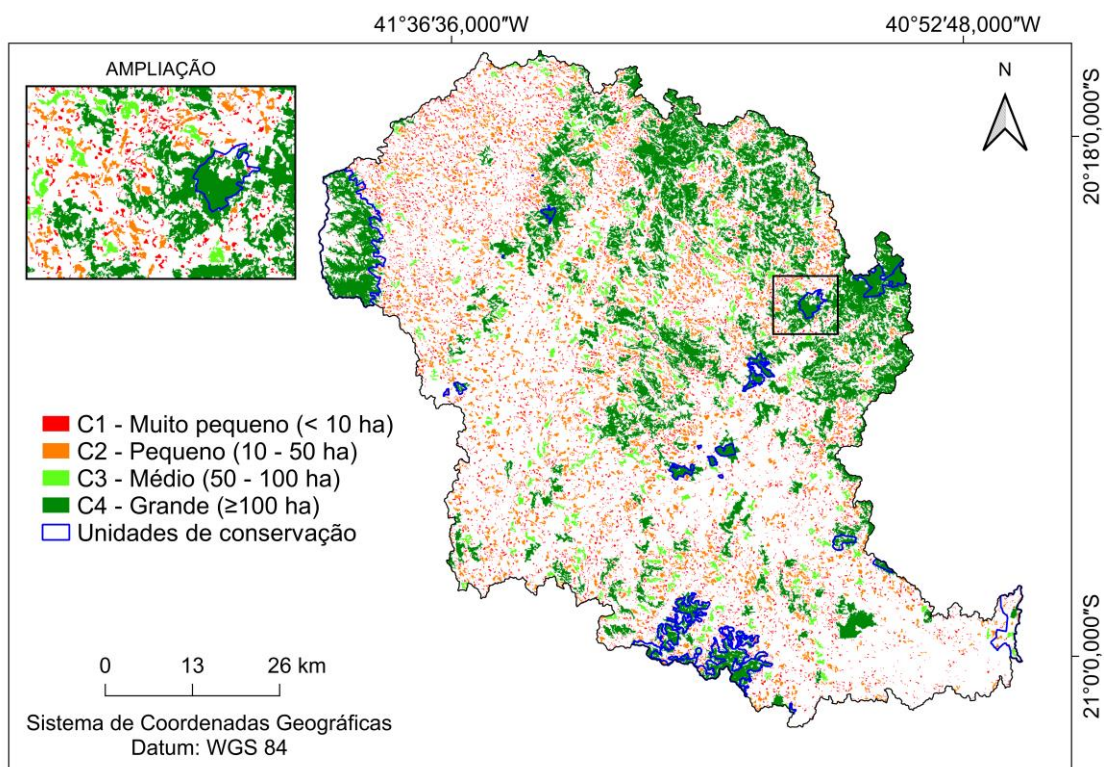 41°36′36,000″W
40°52′48,000″W
AMPLIAÇÃO
N
20°18′0,000″S
C1 - Muito pequeno (< 10 ha)
C2 - Pequeno (10 - 50 ha)
C3 - Médio (50 - 100 ha)
C4 - Grande (≥100 ha)
Unidades de conservação
0 13 26 km
21°0′0,000″S
Sistema de Coordenadas Geográficas
Datum: WGS 84